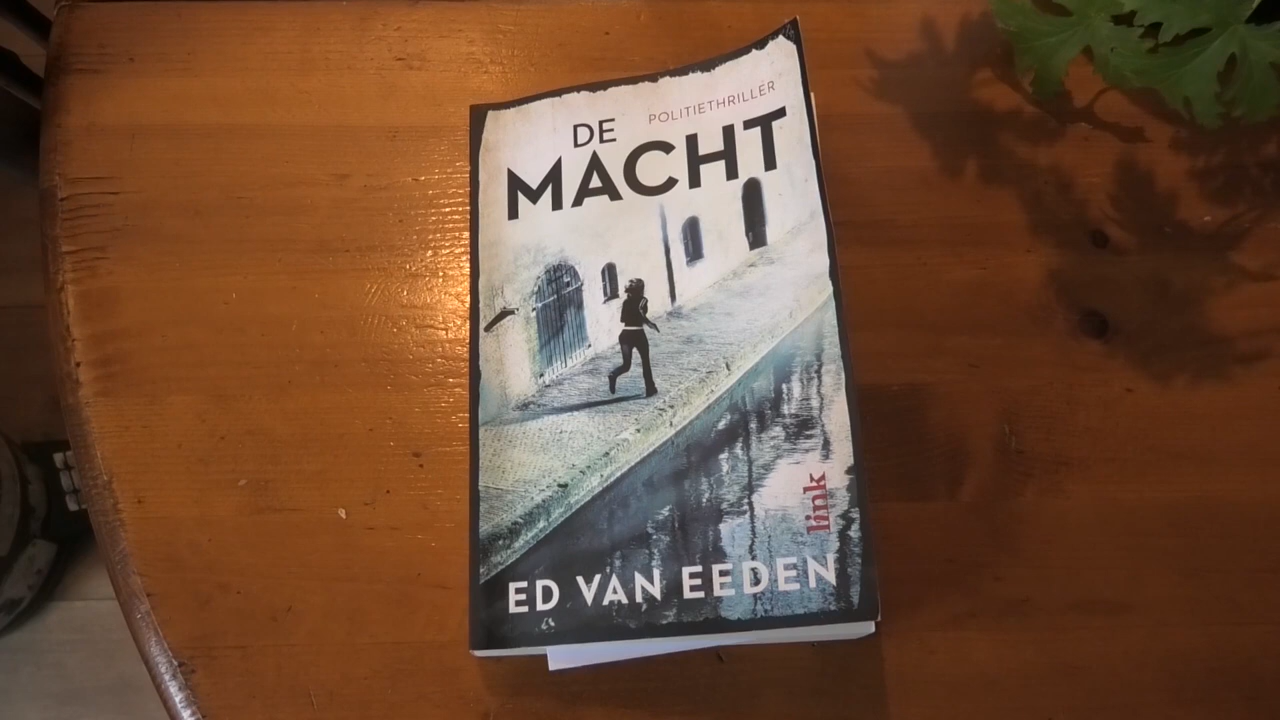 POLITIETHRILLER
DE
MACHT
link
ED VAN EEDEN